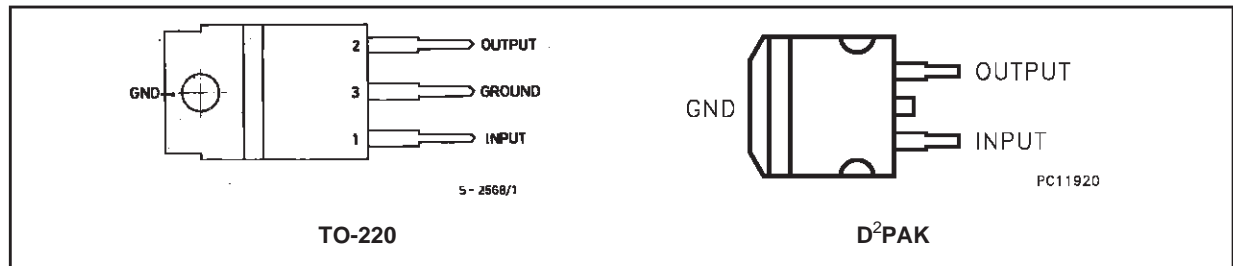 2 OUTPUT
GND 3 GROUND
1 INPUT
S-2568/1
TO-220
OUTPUT
GND
INPUT
PC11920
D²PAK